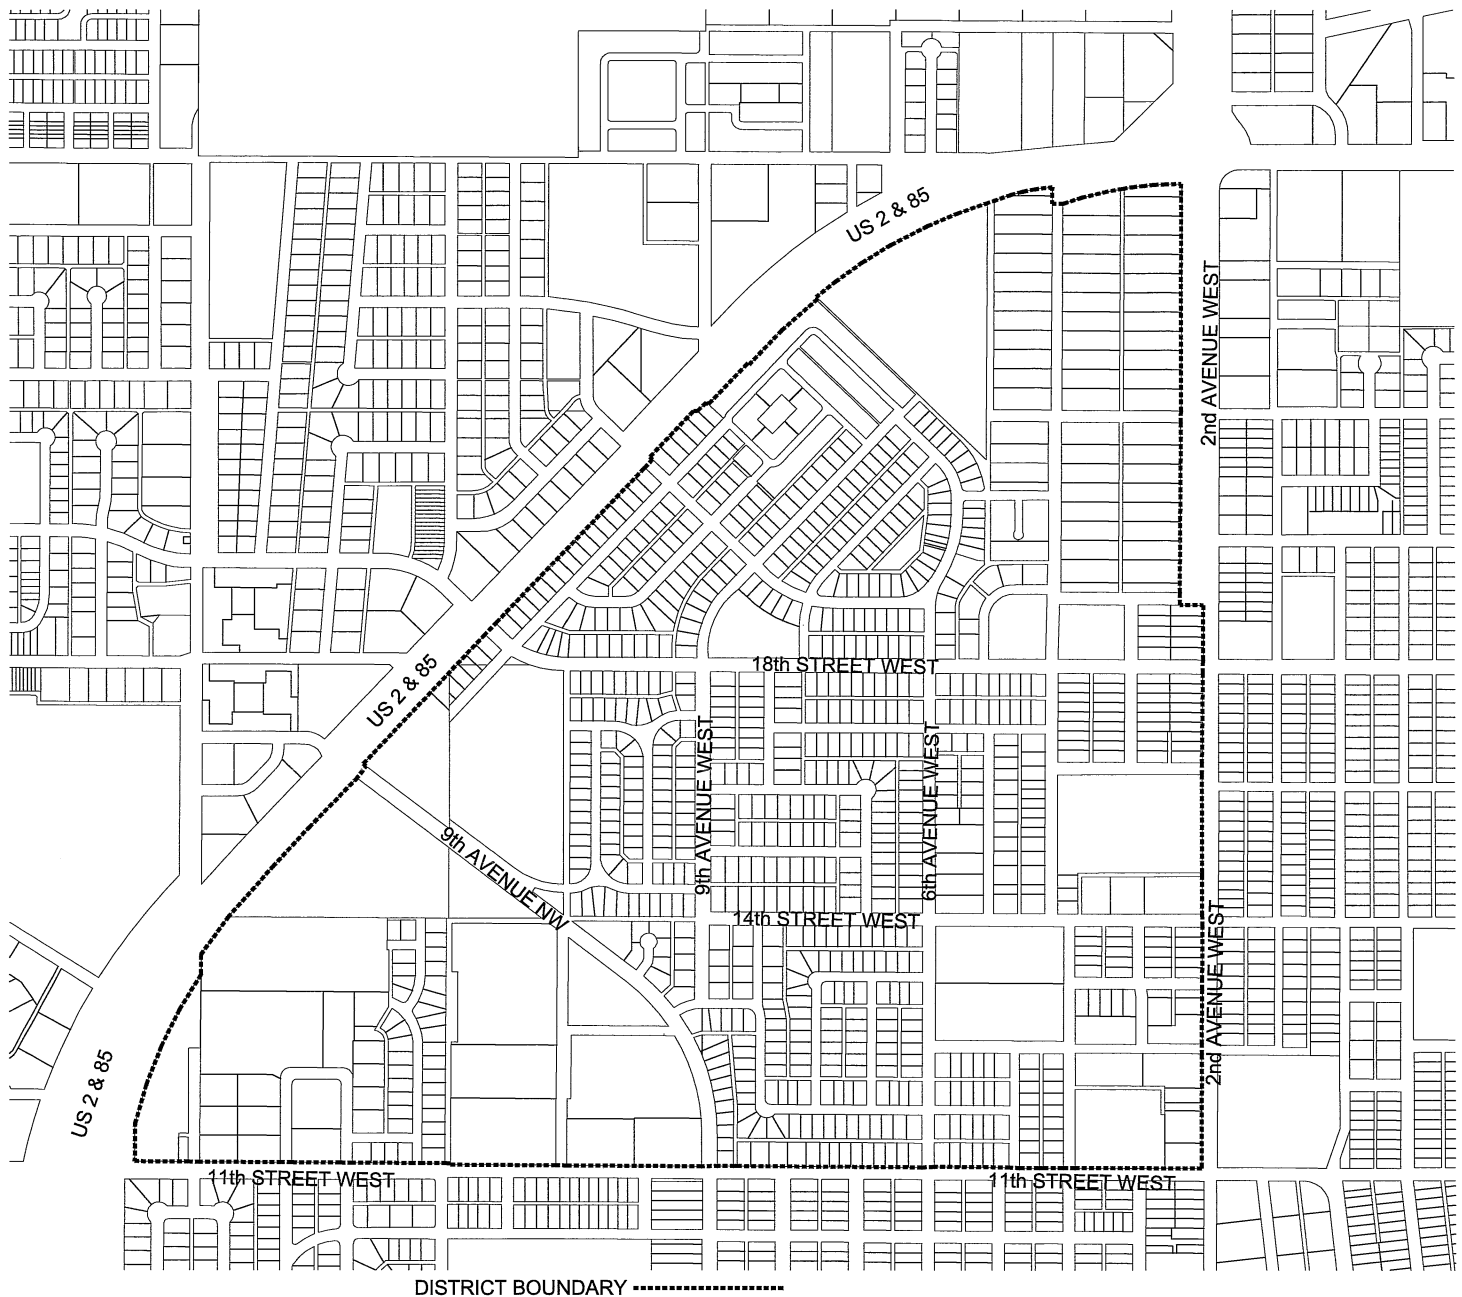 US 2 & 85
2nd AVENUE WEST
18th STREET WEST
US 2 & 85
9th AVENUE WEST
6th AVENUE WEST
9th AVENUE NW
14th STREET WEST
2nd AVENUE WEST
US 2 & 85
11th STREET WEST
11th STREET WEST
DISTRICT BOUNDARY